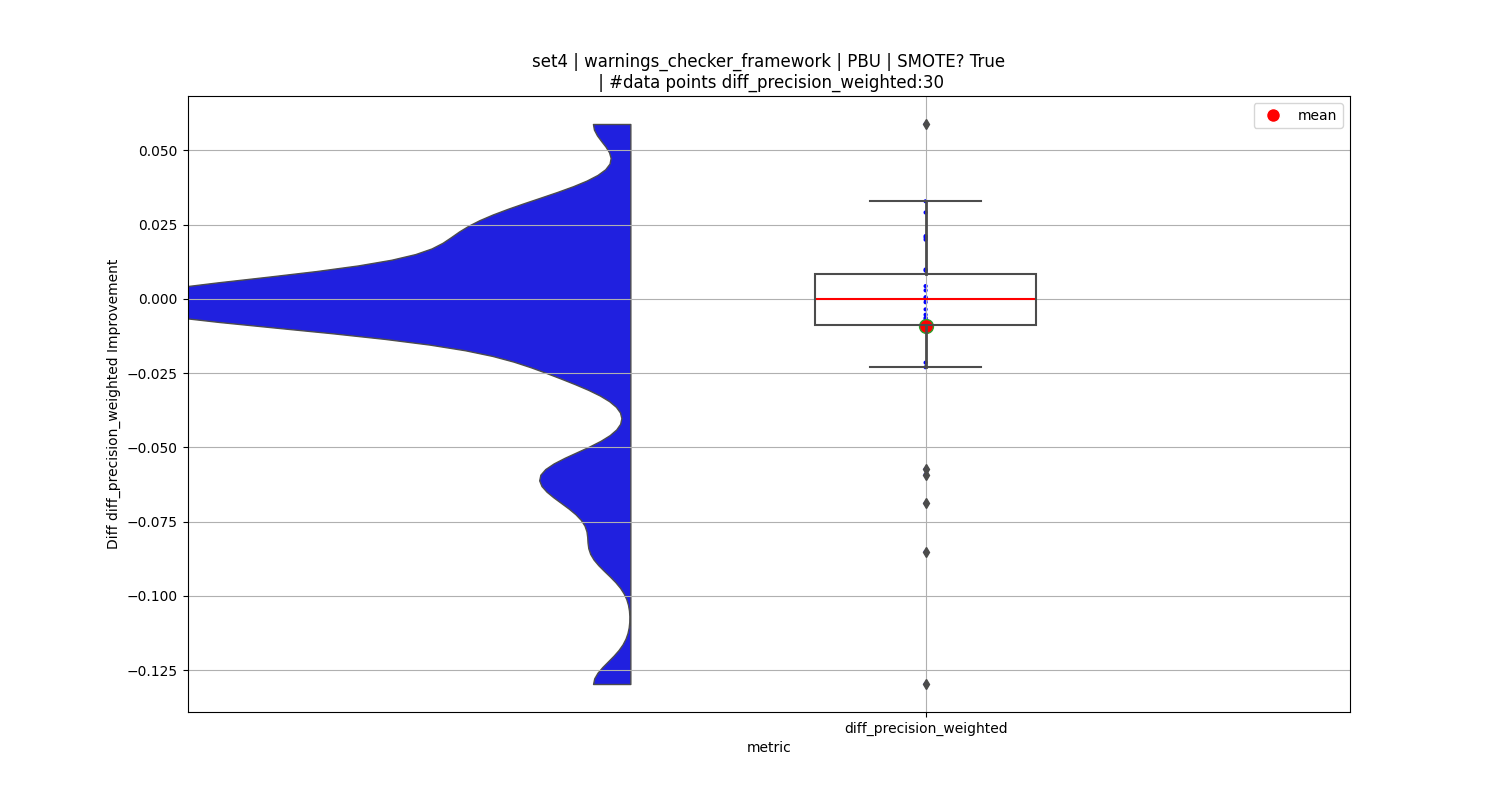 set4 | warnings_checker_framework | PBU | SMOTE? True
| #data points diff_precision_weighted:30
mean
0.050
0.025
0.000
−0.025
−0.050
−0.075
−0.100
−0.125
Diff diff_precision_weighted Improvement
diff_precision_weighted
metric